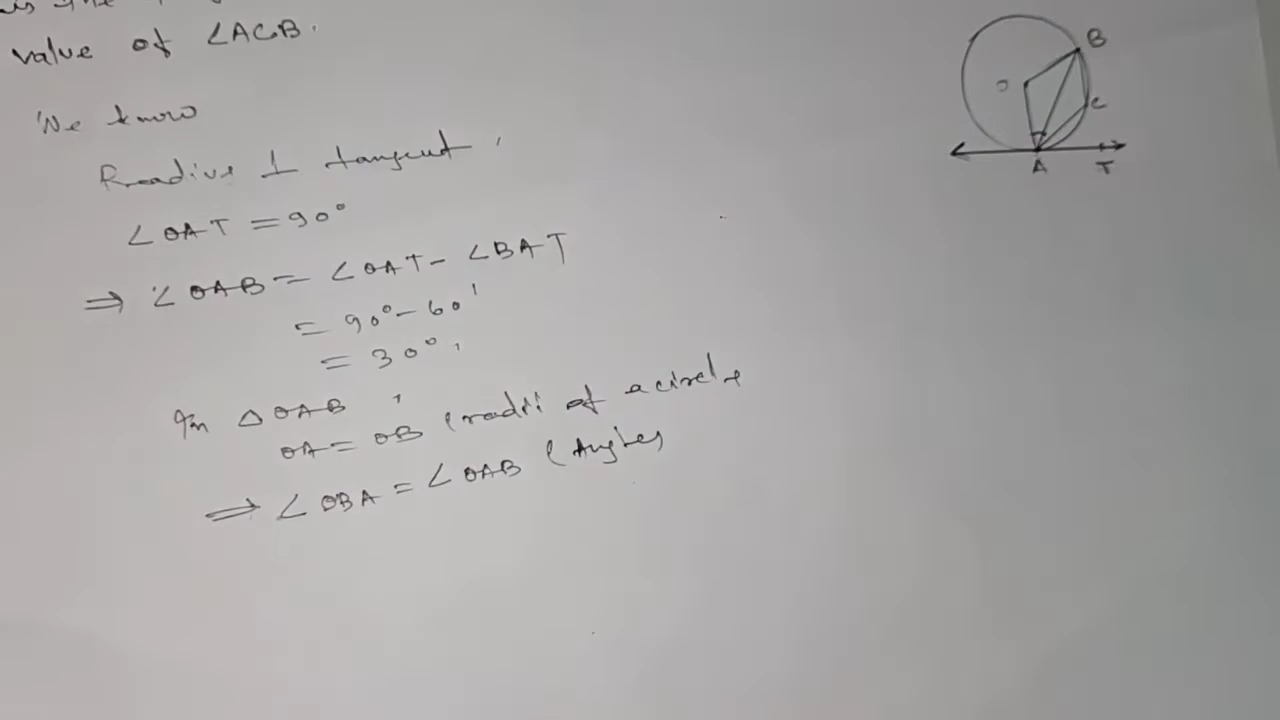 value of ∠ACB.
We know
Readius ⊥ tangent,
∠OAT = 90°
⇒ ∠OAB = ∠OAT - ∠BAT
= 90° - 60°
= 30°.
In △OAB,
OA = OB (radii of a circle
⇒ ∠OBA = ∠OAB (Angles
B
O
C
A
T